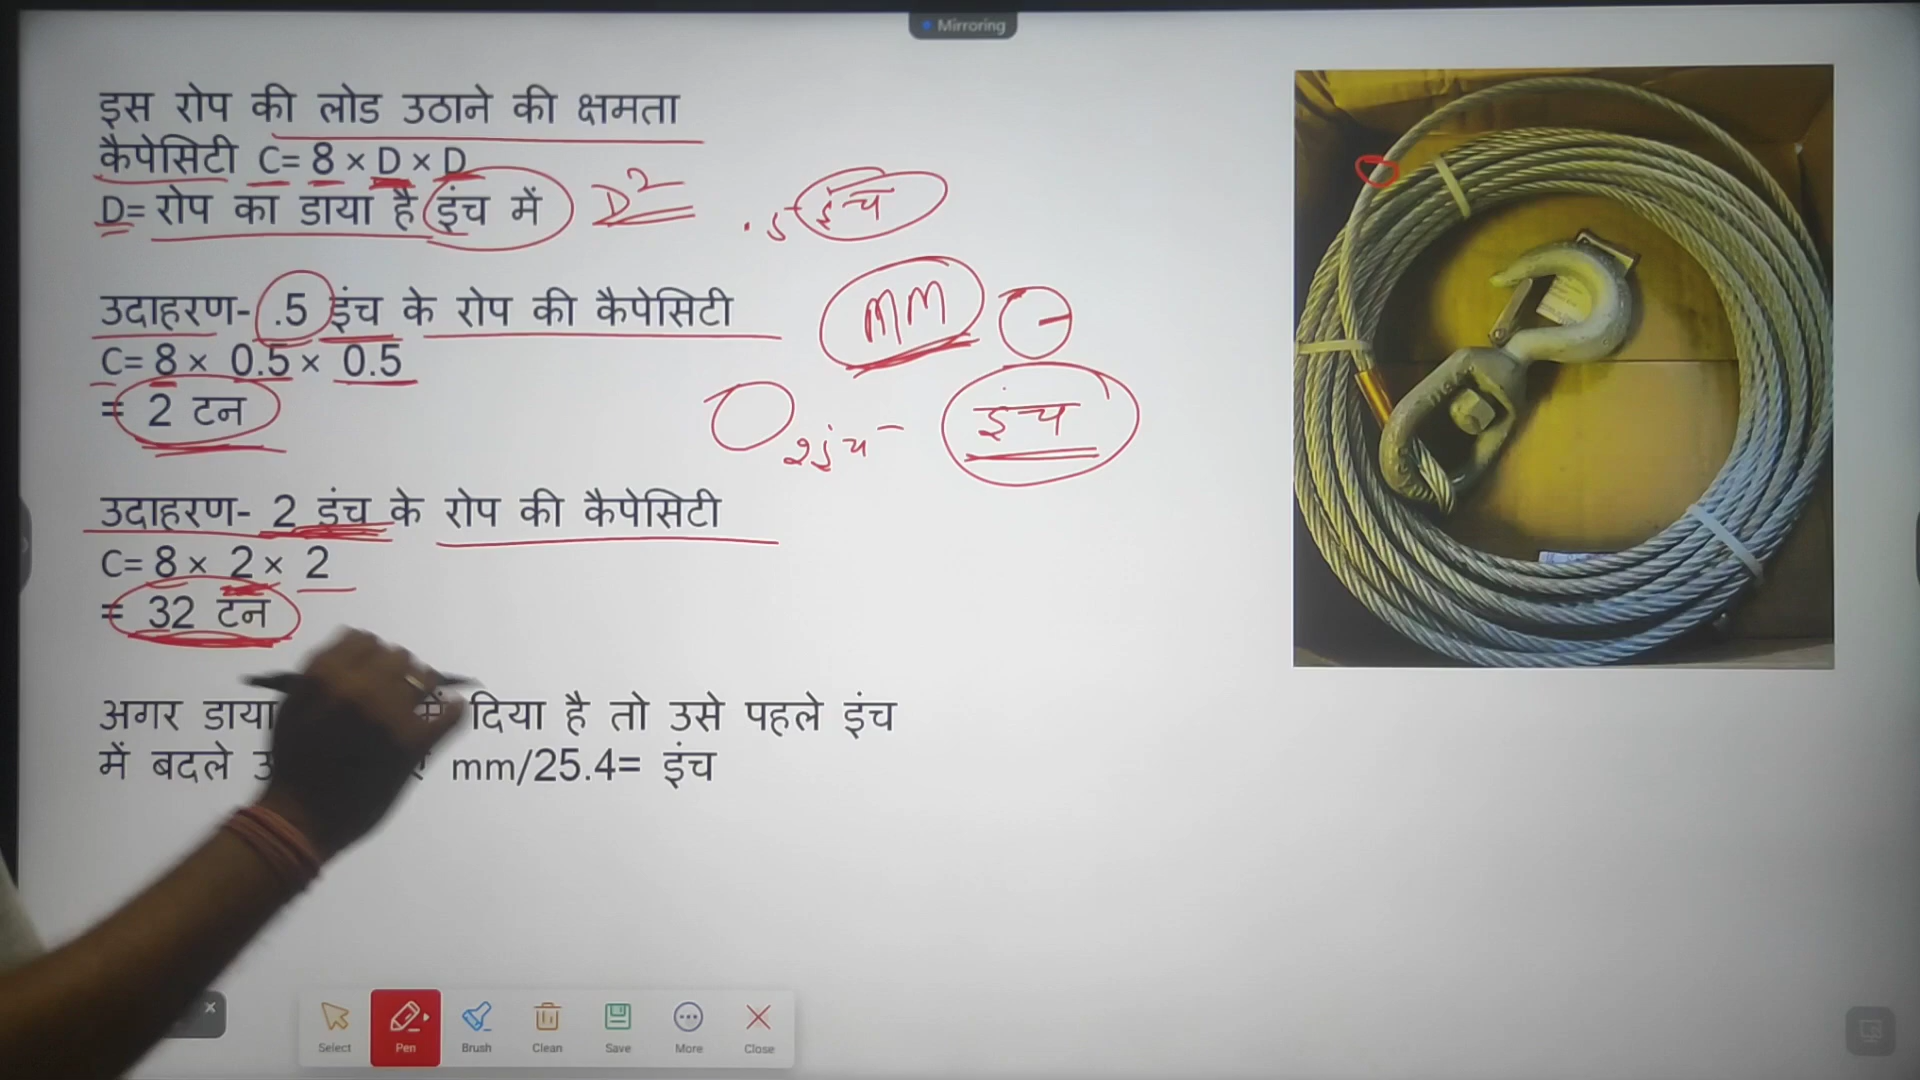 Mirroring
इस रोप की लोड उठाने की क्षमता
कैपेसिटी C= 8 × D × D
D= रोप का डाया है इंच में
D²
.5 इंच
उदाहरण- .5 इंच के रोप की कैपेसिटी
C= 8 × 0.5 × 0.5
= 2 टन
MM
2 इंच
इंच
उदाहरण- 2 इंच के रोप की कैपेसिटी
C= 8 × 2 × 2
= 32 टन
अगर डाया में दिया है तो उसे पहले इंच
में बदले mm/25.4= इंच
Select Pen Brush Clean Save More Close